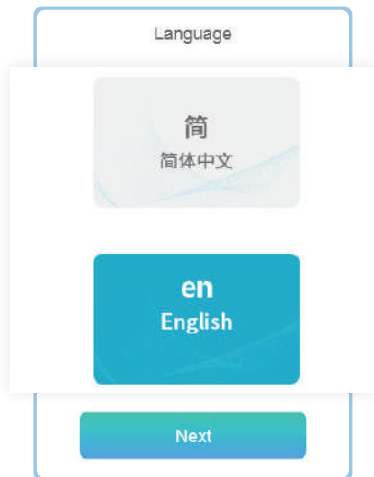 Language
简
简体中文
en
English
Next